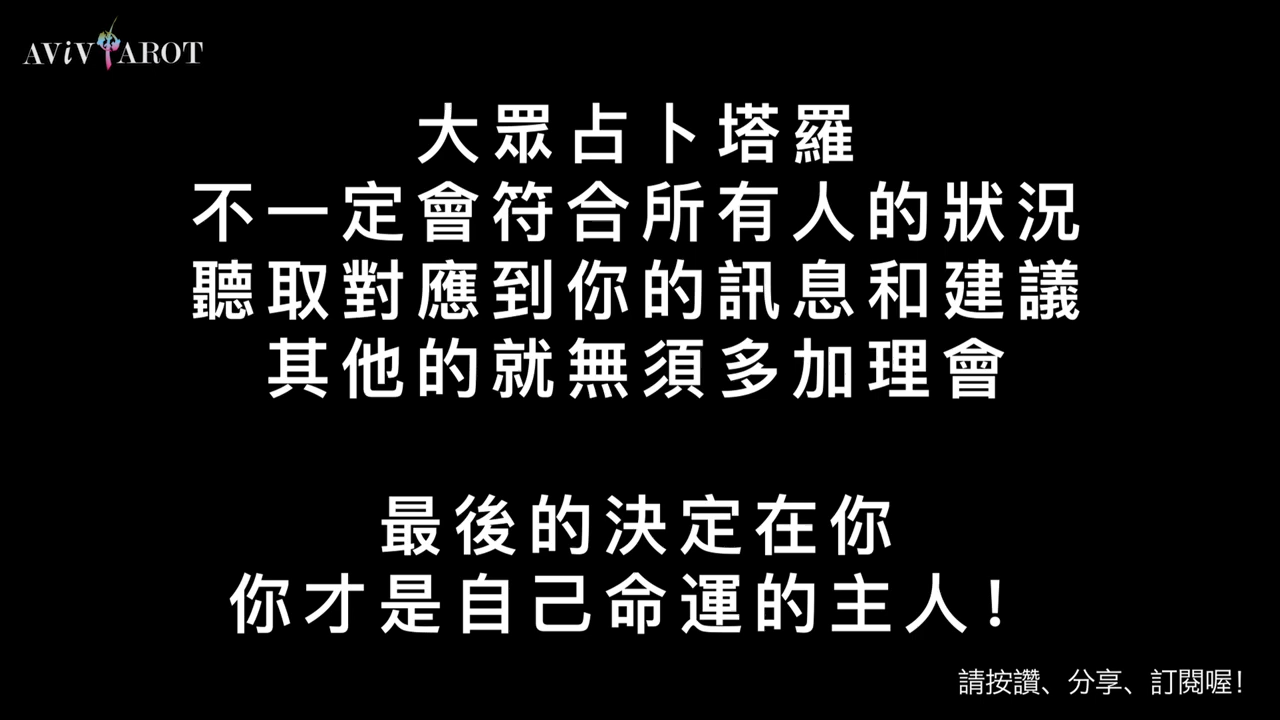 AViVTAROT
大眾占卜塔羅
不一定會符合所有人的狀況
聽取對應到你的訊息和建議
其他的就無須多加理會
最後的決定在你
你才是自己命運的主人！
請按讚、分享、訂閱喔！